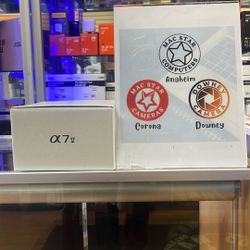 MAC STAR
COMPUTERS
Anaheim
MAC STAR
CAMERAS
Corona
DOWNEY
CAMERA
Downey
α7V